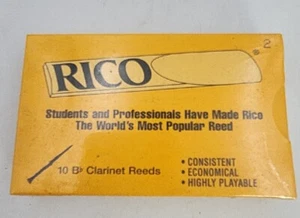 2
RICO
Students and Professionals Have Made Rico
The World's Most Popular Reed
10 B♭ Clarinet Reeds
• CONSISTENT
• ECONOMICAL
• HIGHLY PLAYABLE